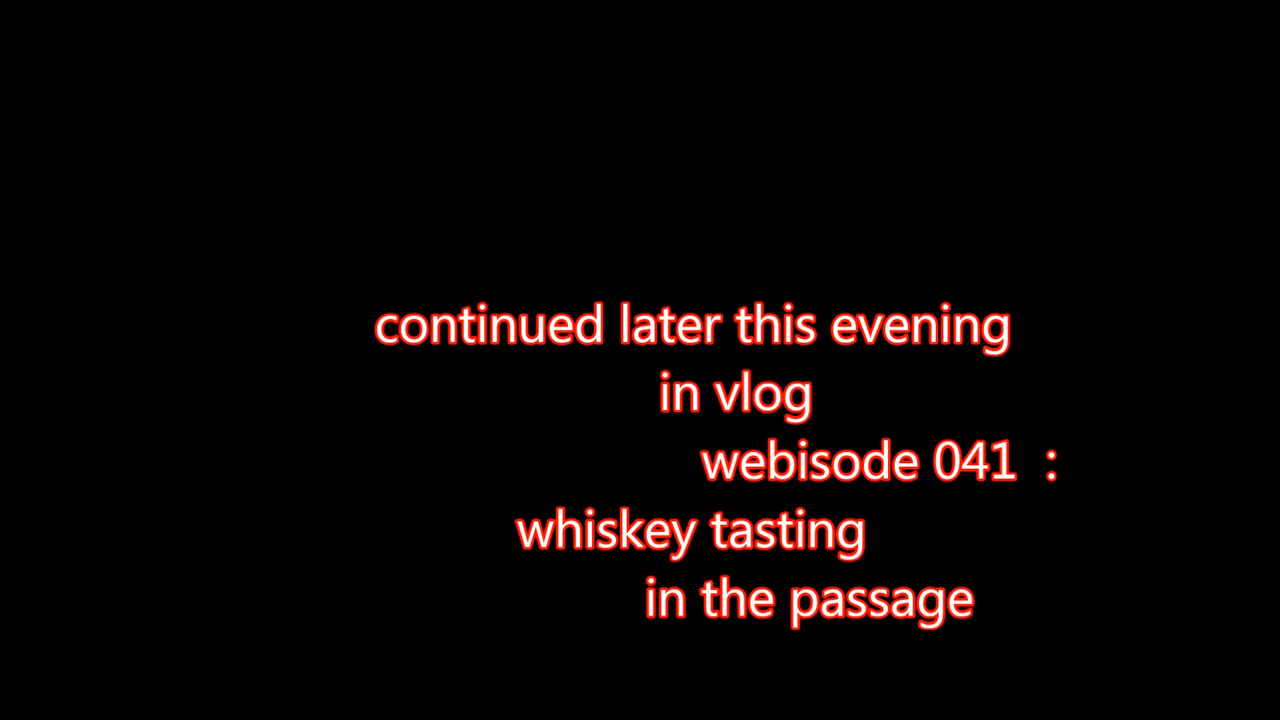 continued later this evening
in vlog
webisode 041  :
whiskey tasting
in the passage